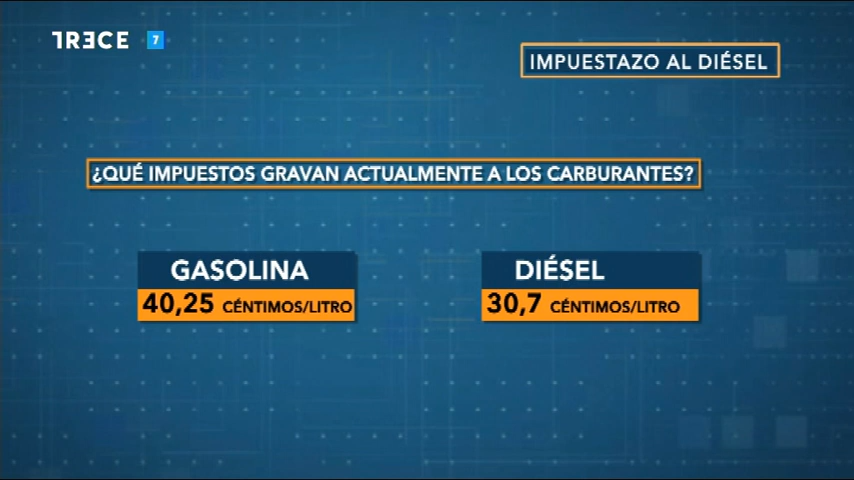 TRECE 7
IMPUESTAZO AL DIÉSEL
¿QUÉ IMPUESTOS GRAVAN ACTUALMENTE A LOS CARBURANTES?
GASOLINA
40,25 CÉNTIMOS/LITRO
DIÉSEL
30,7 CÉNTIMOS/LITRO